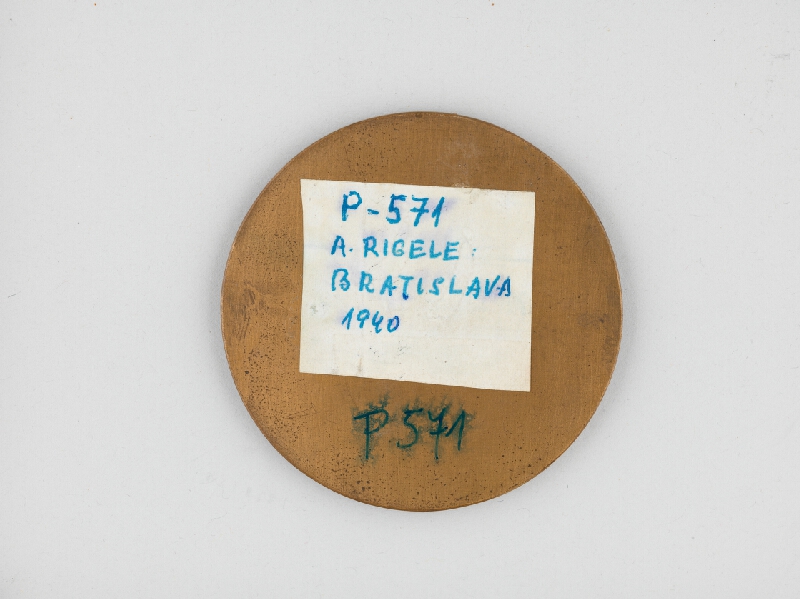 P-571
A. RIGELE
BRATISLAVA
1940
P571